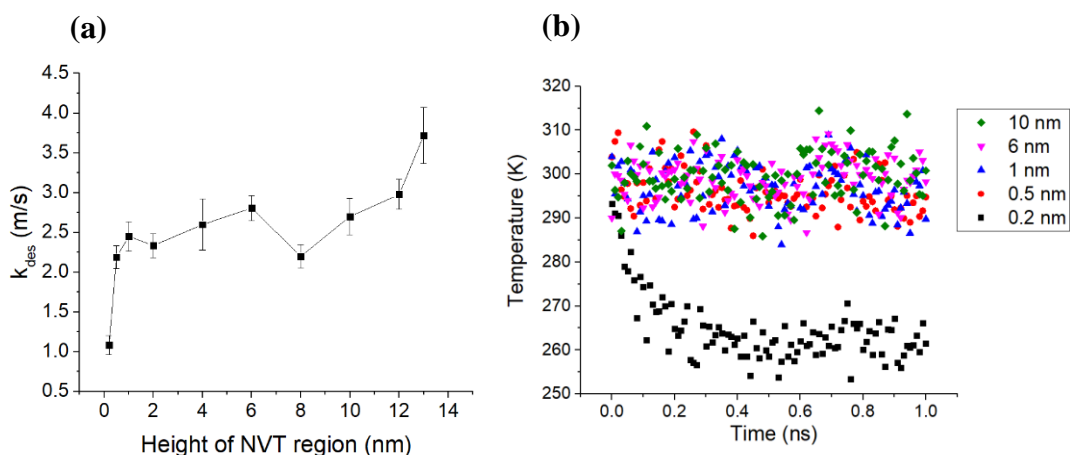 (a)
4.5
4.0
3.5
3.0
2.5
2.0
1.5
1.0
0.5
k_des (m/s)
0 2 4 6 8 10 12 14
Height of NVT region (nm)
(b)
320
310
300
290
280
270
260
250
Temperature (K)
0.0 0.2 0.4 0.6 0.8 1.0
Time (ns)
10 nm
6 nm
1 nm
0.5 nm
0.2 nm